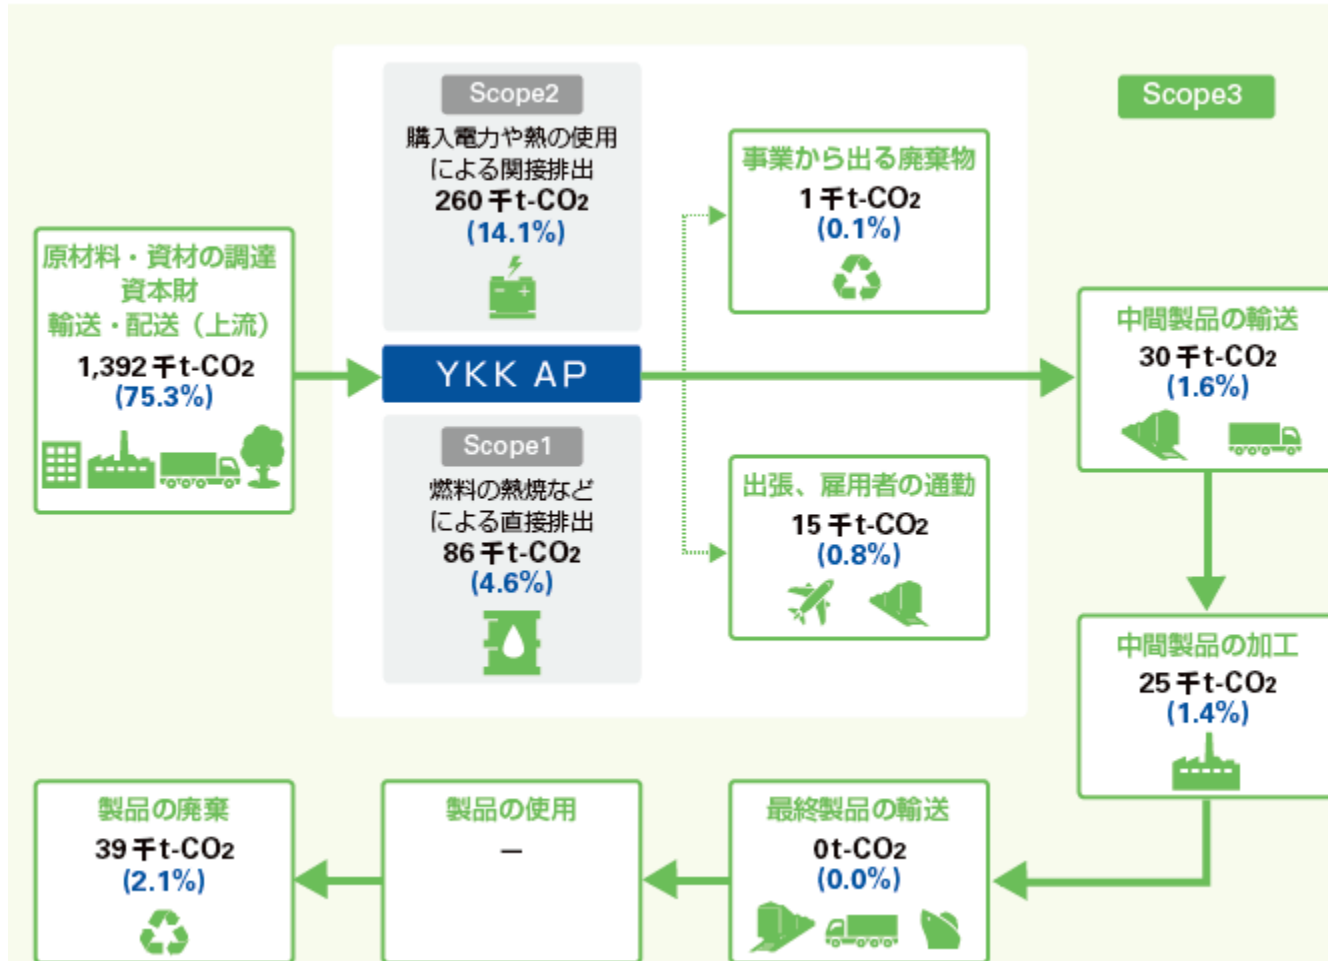 Scope2
購入電力や熱の使用
による関接排出
260千t-CO2
(14.1%)
Scope3
事業から出る廃棄物
1千t-CO2
(0.1%)
原材料・資材の調達
資本財
輸送・配送（上流）
1,392千t-CO2
(75.3%)
YKK AP
中間製品の輸送
30千t-CO2
(1.6%)
Scope1
燃料の熱焼など
による直接排出
86千t-CO2
(4.6%)
出張、雇用者の通勤
15千t-CO2
(0.8%)
中間製品の加工
25千t-CO2
(1.4%)
最終製品の輸送
0t-CO2
(0.0%)
製品の使用
－
製品の廃棄
39千t-CO2
(2.1%)